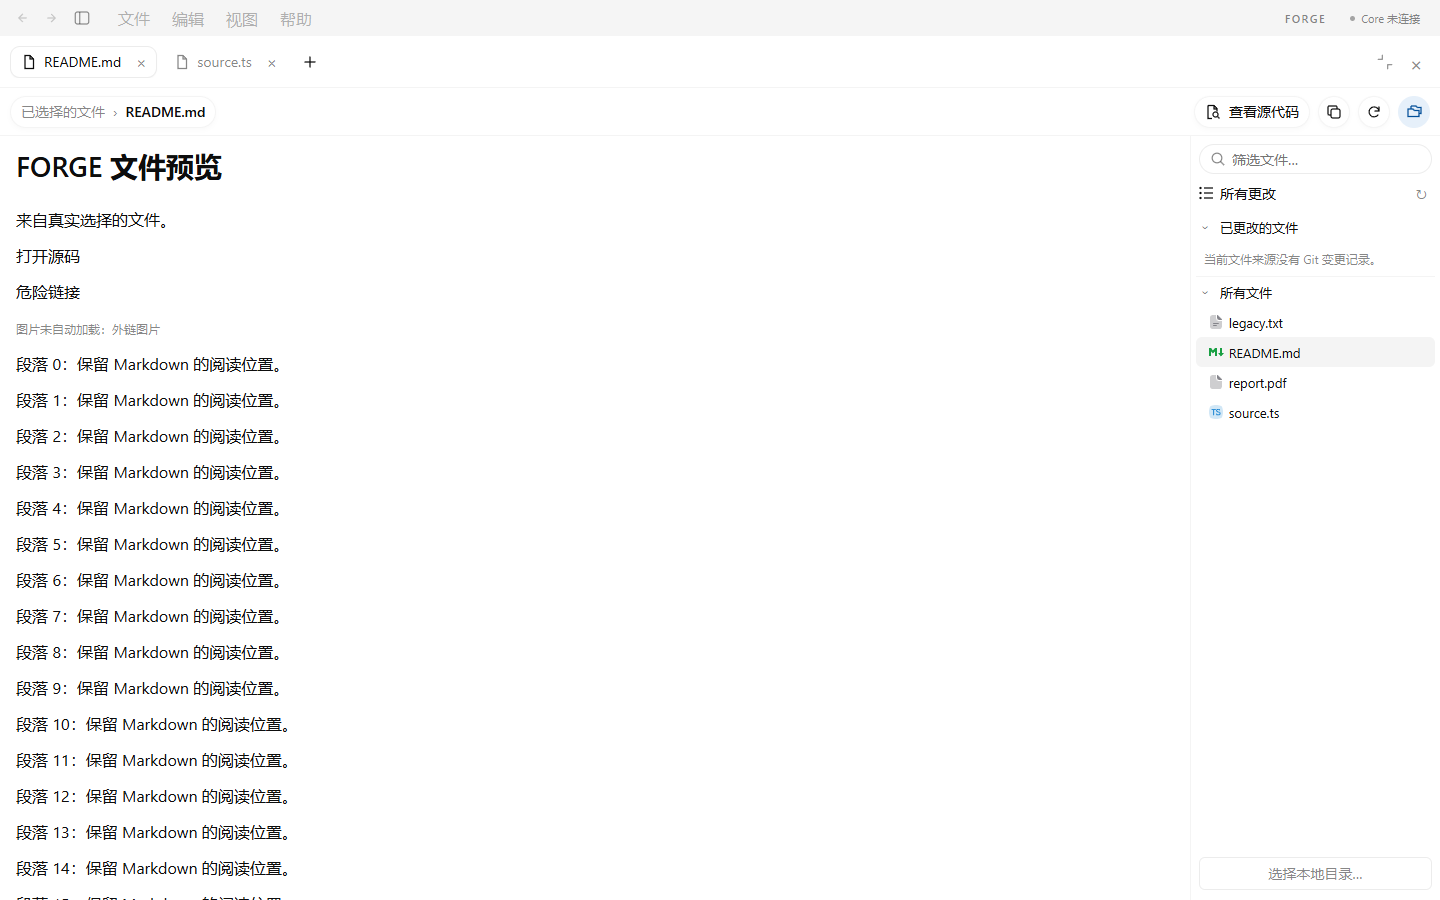 文件 编辑 视图 帮助 FORGE Core 未连接
README.md × source.ts × +
已选择的文件 › README.md 查看源代码
FORGE 文件预览
来自真实选择的文件。
打开源码
危险链接
图片未自动加载：外链图片
段落 0：保留 Markdown 的阅读位置。
段落 1：保留 Markdown 的阅读位置。
段落 2：保留 Markdown 的阅读位置。
段落 3：保留 Markdown 的阅读位置。
段落 4：保留 Markdown 的阅读位置。
段落 5：保留 Markdown 的阅读位置。
段落 6：保留 Markdown 的阅读位置。
段落 7：保留 Markdown 的阅读位置。
段落 8：保留 Markdown 的阅读位置。
段落 9：保留 Markdown 的阅读位置。
段落 10：保留 Markdown 的阅读位置。
段落 11：保留 Markdown 的阅读位置。
段落 12：保留 Markdown 的阅读位置。
段落 13：保留 Markdown 的阅读位置。
段落 14：保留 Markdown 的阅读位置。
筛选文件...
所有更改
已更改的文件
当前文件来源没有 Git 变更记录。
所有文件
legacy.txt
M↓ README.md
report.pdf
TS source.ts
选择本地目录...